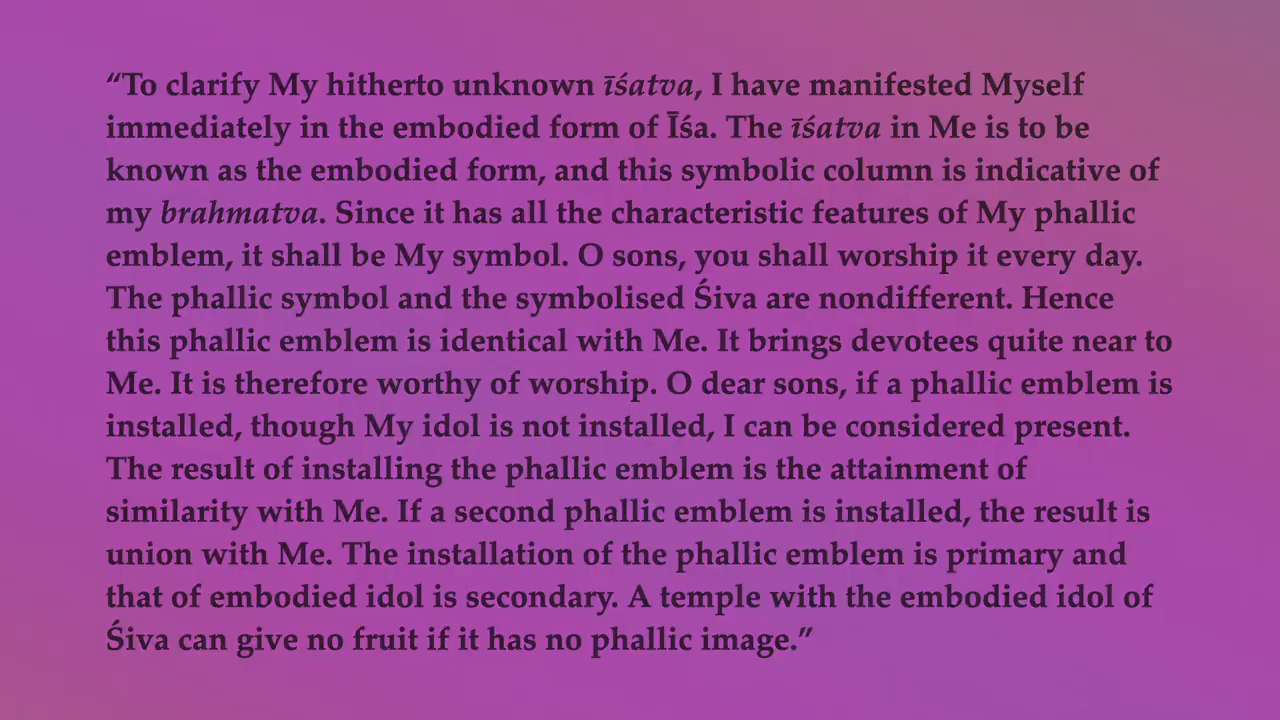 “To clarify My hitherto unknown īśatva, I have manifested Myself
immediately in the embodied form of Īśa. The īśatva in Me is to be
known as the embodied form, and this symbolic column is indicative of
my brahmatva. Since it has all the characteristic features of My phallic
emblem, it shall be My symbol. O sons, you shall worship it every day.
The phallic symbol and the symbolised Śiva are nondifferent. Hence
this phallic emblem is identical with Me. It brings devotees quite near to
Me. It is therefore worthy of worship. O dear sons, if a phallic emblem is
installed, though My idol is not installed, I can be considered present.
The result of installing the phallic emblem is the attainment of
similarity with Me. If a second phallic emblem is installed, the result is
union with Me. The installation of the phallic emblem is primary and
that of embodied idol is secondary. A temple with the embodied idol of
Śiva can give no fruit if it has no phallic image.”